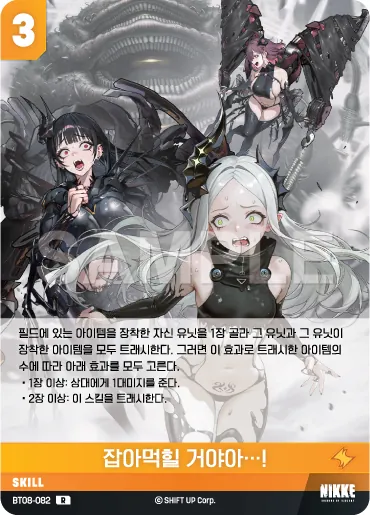 3
SAMPLE
필드에 있는 아이템을 장착한 자신 유닛을 1장 골라 그 유닛과 그 유닛이
장착한 아이템을 모두 트래시한다. 그러면 이 효과로 트래시한 아이템의
수에 따라 아래 효과를 모두 고른다.
• 1장 이상: 상대에게 1대미지를 준다.
• 2장 이상: 이 스킬을 트래시한다.
잡아먹힐 거야아…!
SKILL
BT08-082 R
© SHIFT UP Corp.
NIKKE